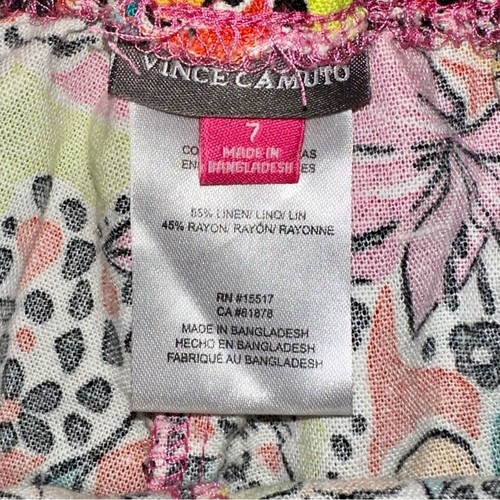 VINCE CAMUTO
7
MADE IN
BANGLADESH
55% LINEN/ LINO/ LIN
45% RAYON/ RAYÓN/ RAYONNE
RN #15517
CA #61878
MADE IN BANGLADESH
HECHO EN BANGLADESH
FABRIQUÉ AU BANGLADESH